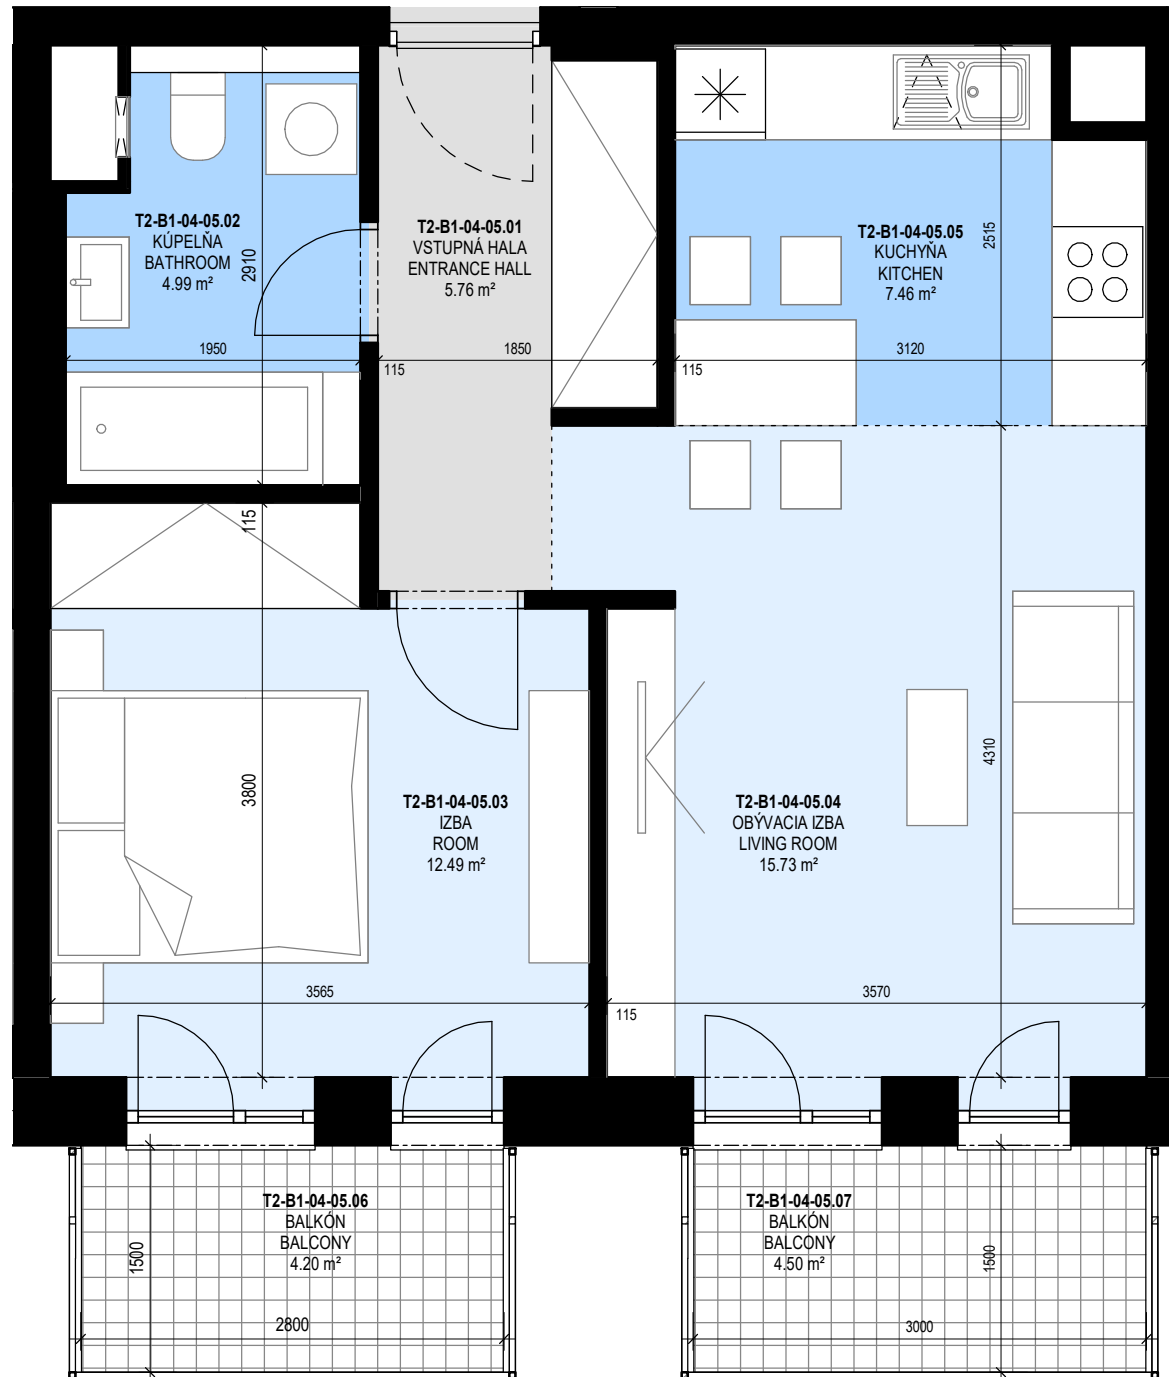 T2-B1-04-05.02
KÚPELŇA
BATHROOM
4.99 m²
2910
1950
T2-B1-04-05.01
VSTUPNÁ HALA
ENTRANCE HALL
5.76 m²
1850
115
T2-B1-04-05.05
KUCHYŇA
KITCHEN
7.46 m²
2515
3120
115
115
3800
T2-B1-04-05.03
IZBA
ROOM
12.49 m²
3565
T2-B1-04-05.04
OBÝVACIA IZBA
LIVING ROOM
15.73 m²
4310
3570
115
T2-B1-04-05.06
BALKÓN
BALCONY
4.20 m²
1500
2800
T2-B1-04-05.07
BALKÓN
BALCONY
4.50 m²
1500
3000